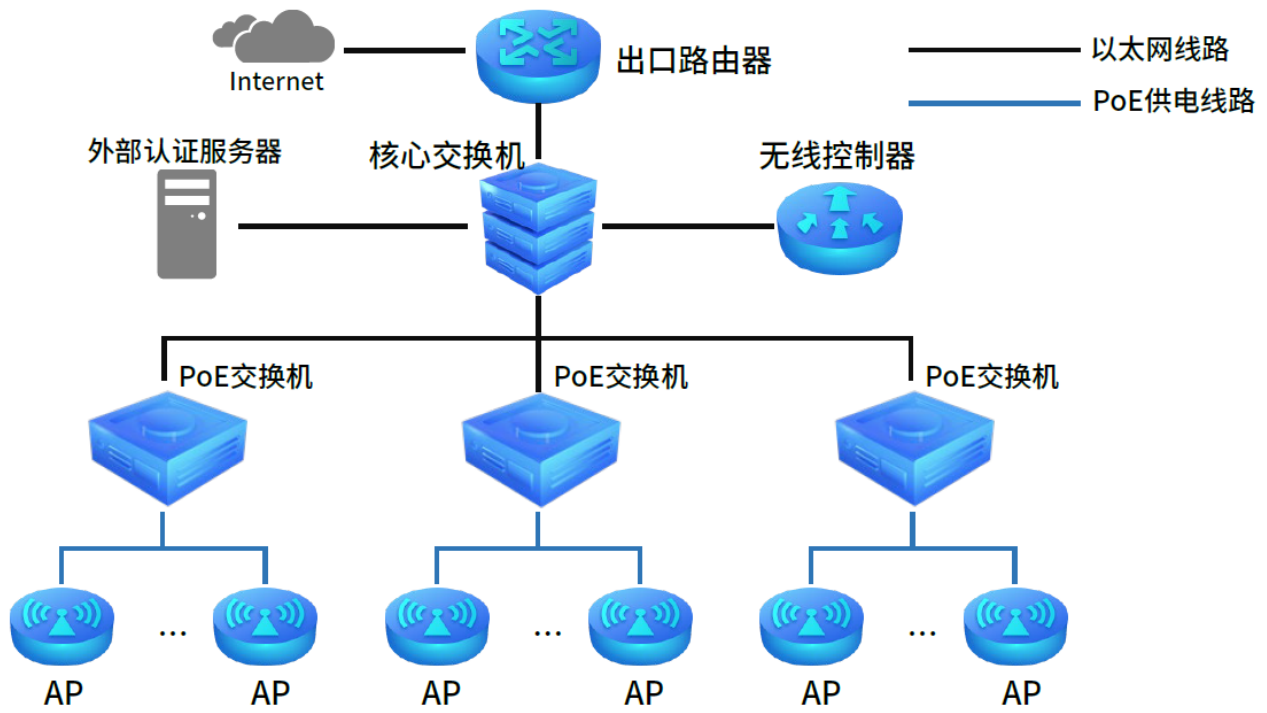 Internet
出口路由器
以太网线路
PoE供电线路
外部认证服务器
核心交换机
无线控制器
PoE交换机
PoE交换机
PoE交换机
...
...
...
AP
AP
AP
AP
AP
AP